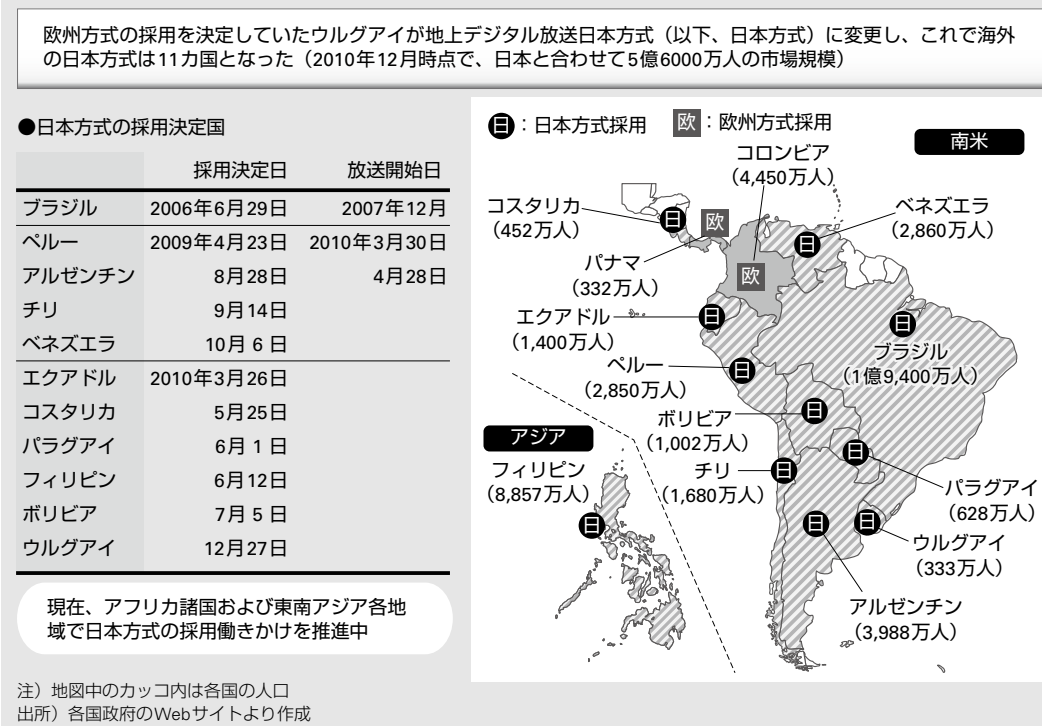 欧州方式の採用を決定していたウルグアイが地上デジタル放送日本方式（以下、日本方式）に変更し、これで海外
の日本方式は11カ国となった（2010年12月時点で、日本と合わせて5億6000万人の市場規模）
●日本方式の採用決定国
採用決定日 放送開始日
ブラジル 2006年6月29日 2007年12月
ペルー 2009年4月23日 2010年3月30日
アルゼンチン 8月28日 4月28日
チリ 9月14日
ベネズエラ 10月 6 日
エクアドル 2010年3月26日
コスタリカ 5月25日
パラグアイ 6月 1 日
フィリピン 6月12日
ボリビア 7月 5 日
ウルグアイ 12月27日
現在、アフリカ諸国および東南アジア各地
域で日本方式の採用働きかけを推進中
日：日本方式採用 欧：欧州方式採用
南米
コロンビア
（4,450万人）
欧
コスタリカ
（452万人）
日
パナマ
（332万人）
欧
ベネズエラ
（2,860万人）
日
エクアドル
（1,400万人）
日
ブラジル
（1億9,400万人）
日
ペルー
（2,850万人）
日
ボリビア
（1,002万人）
日
チリ
（1,680万人）
日
パラグアイ
（628万人）
日
ウルグアイ
（333万人）
日
アルゼンチン
（3,988万人）
日
アジア
フィリピン
（8,857万人）
日
注）地図中のカッコ内は各国の人口
出所）各国政府のWebサイトより作成